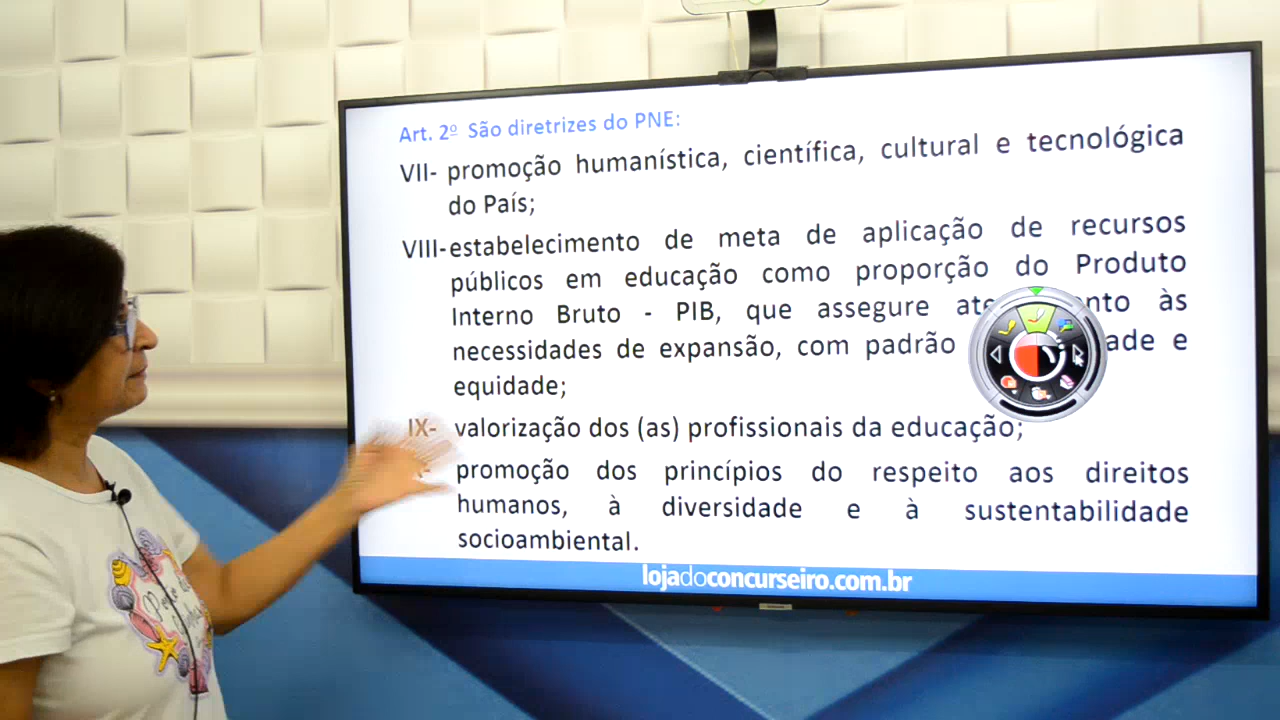 Art. 2º São diretrizes do PNE:
VII- promoção humanística, científica, cultural e tecnológica
do País;
VIII- estabelecimento de meta de aplicação de recursos
públicos em educação como proporção do Produto
Interno Bruto - PIB, que assegure
às
necessidades de expansão, com padrão
e
equidade;
IX- valorização dos (as) profissionais da educação;
promoção dos princípios do respeito aos direitos
humanos, à diversidade e à sustentabilidade
socioambiental.
lojadoconcurseiro.com.br